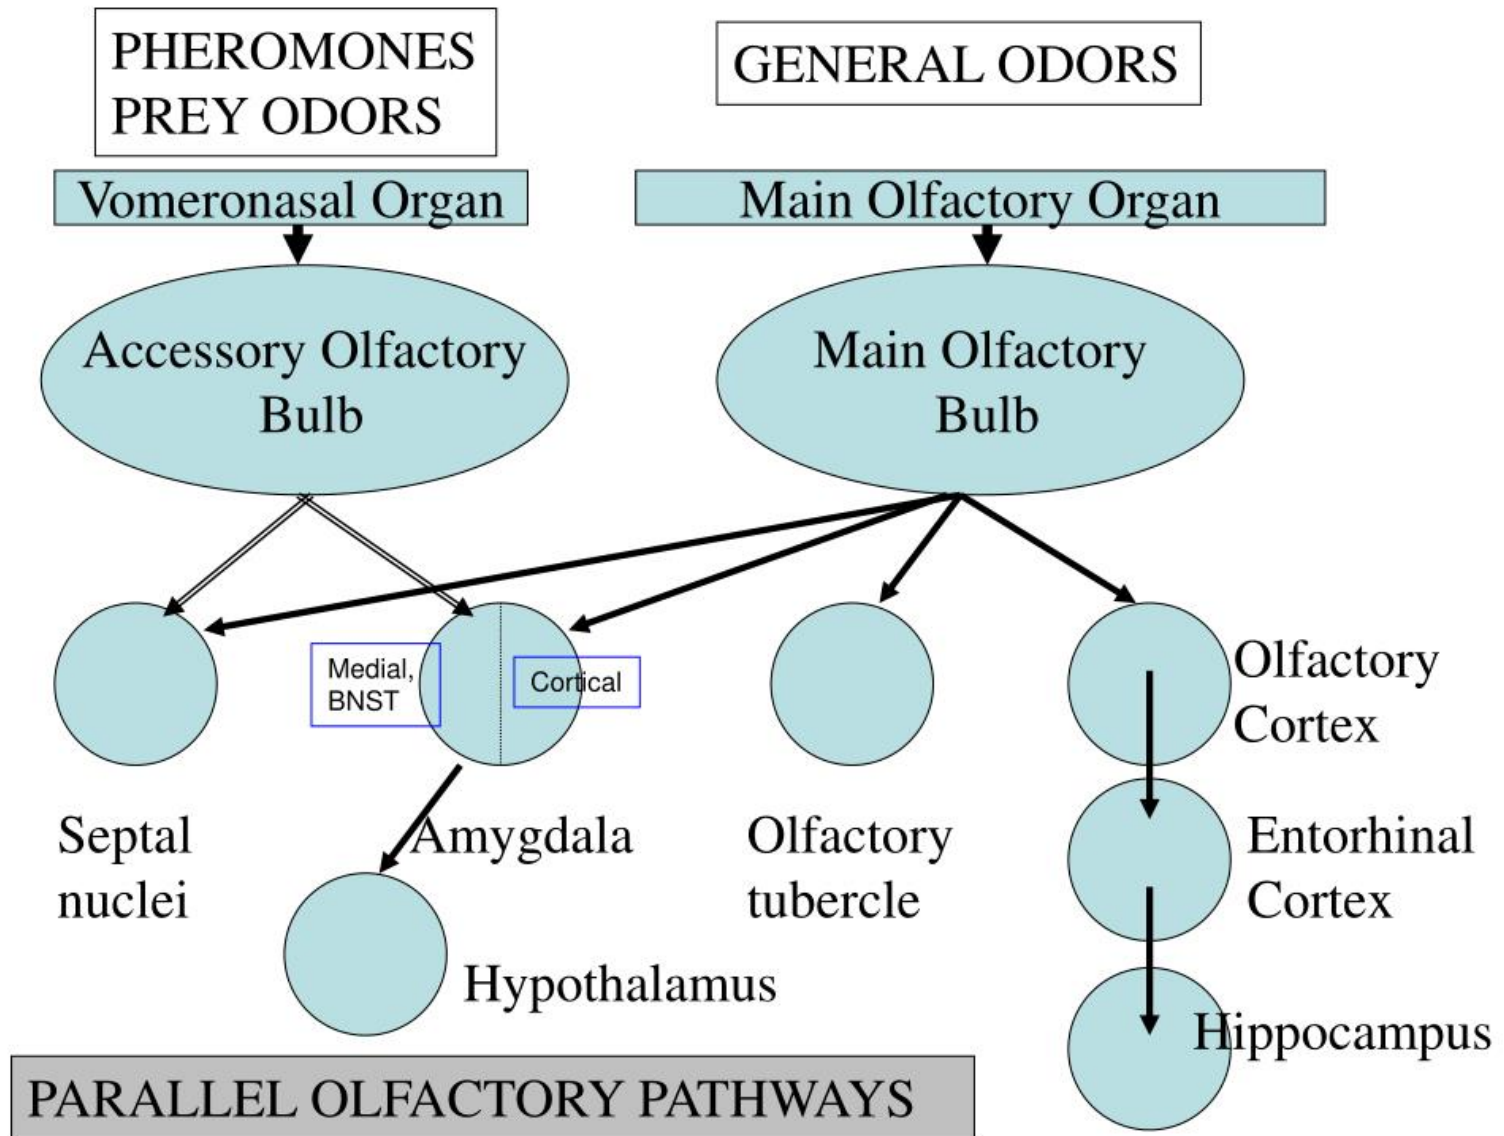 PHEROMONES
PREY ODORS
GENERAL ODORS
Vomeronasal Organ
Main Olfactory Organ
Accessory Olfactory
Bulb
Main Olfactory
Bulb
Medial,
BNST
Cortical
Olfactory
Cortex
Septal
nuclei
Amygdala
Olfactory
tubercle
Entorhinal
Cortex
Hypothalamus
Hippocampus
PARALLEL OLFACTORY PATHWAYS